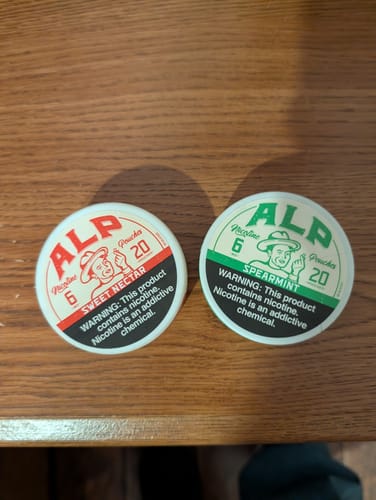 ALP
Nicotine Pouches
6 20
SWEET NECTAR
WARNING: This product
contains nicotine.
Nicotine is an addictive
chemical.
ALP
Nicotine Pouches
6 20
SPEARMINT
WARNING: This product
contains nicotine.
Nicotine is an addictive
chemical.